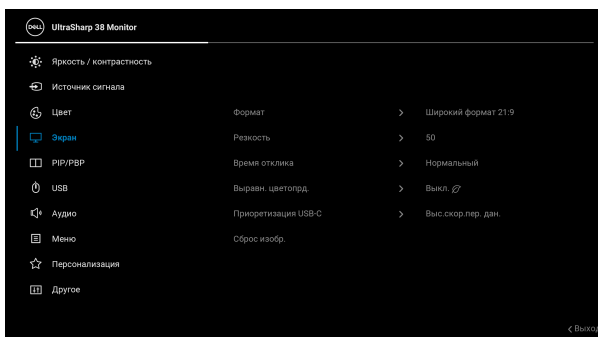 DELL UltraSharp 38 Monitor
Яркость / контрастность
Источник сигнала
Цвет Формат Широкий формат 21:9
Экран Резкость 50
PIP/PBP Время отклика Нормальный
USB Выравн. цветопрд. Выкл.
Аудио Приоретизация USB-C Выс.скор.пер. дан.
Меню Сброс изобр.
Персонализация
Другое
Выход